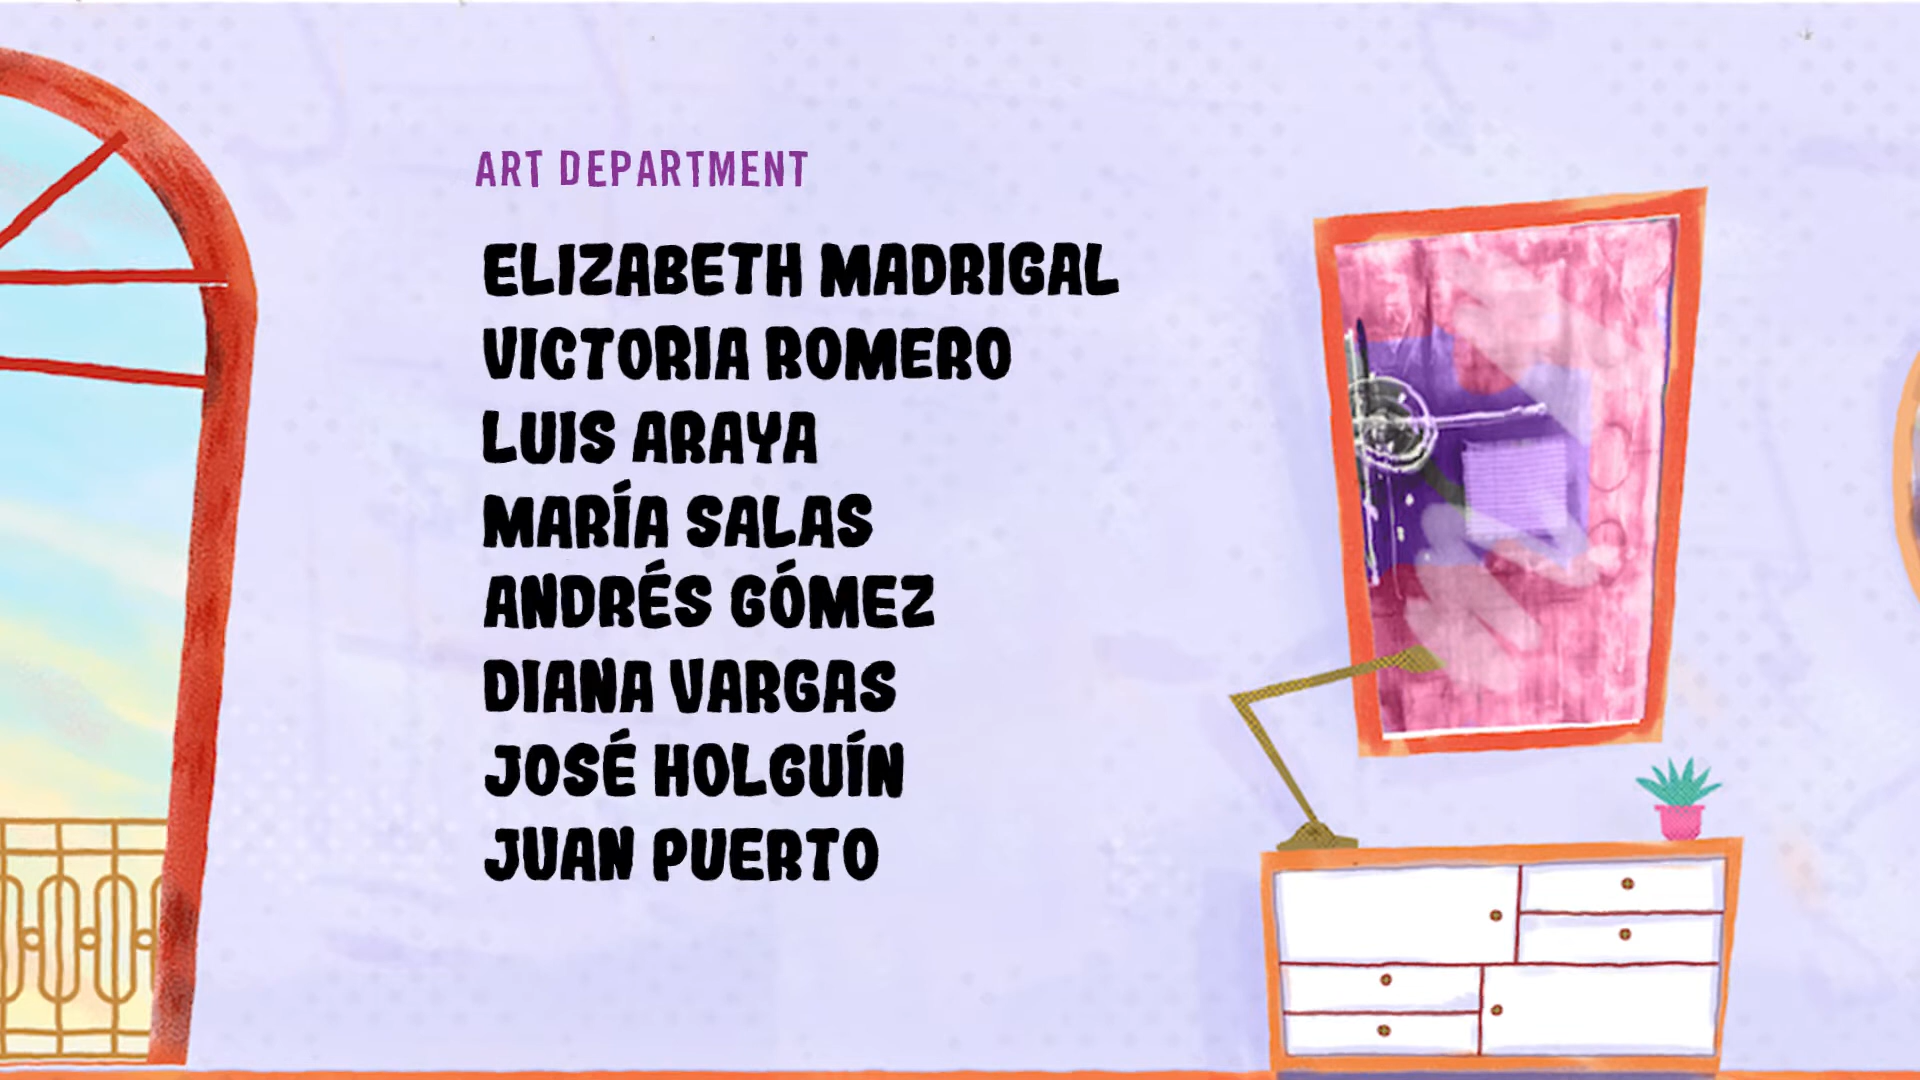 ART DEPARTMENT
ELIZABETH MADRIGAL
VICTORIA ROMERO
LUIS ARAYA
MARÍA SALAS
ANDRÉS GÓMEZ
DIANA VARGAS
JOSÉ HOLGUÍN
JUAN PUERTO